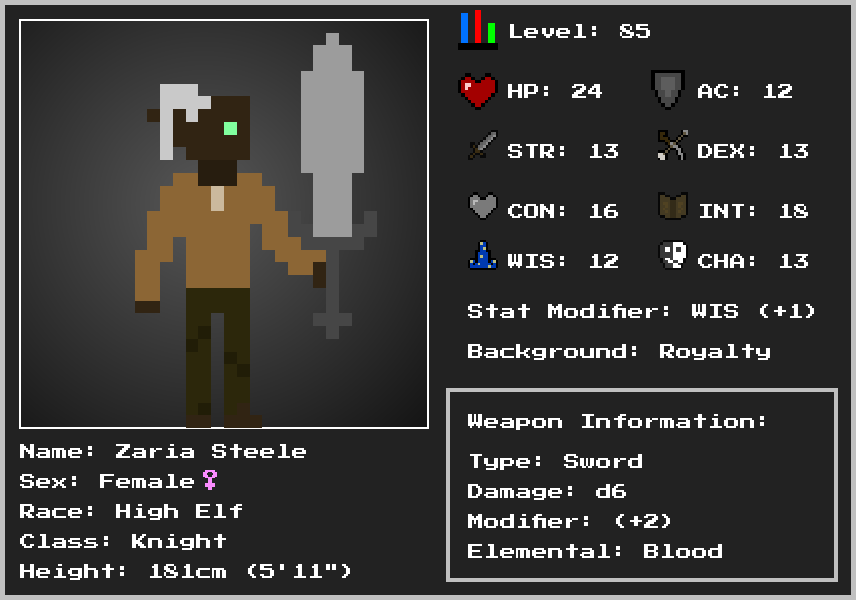 Level: 85
HP: 24
AC: 12
STR: 13
DEX: 13
CON: 16
INT: 18
WIS: 12
CHA: 13
Stat Modifier: WIS (+1)
Background: Royalty
Weapon Information:
Type: Sword
Damage: d6
Modifier: (+2)
Elemental: Blood
Name: Zaria Steele
Sex: Female♀
Race: High Elf
Class: Knight
Height: 181cm (5'11")